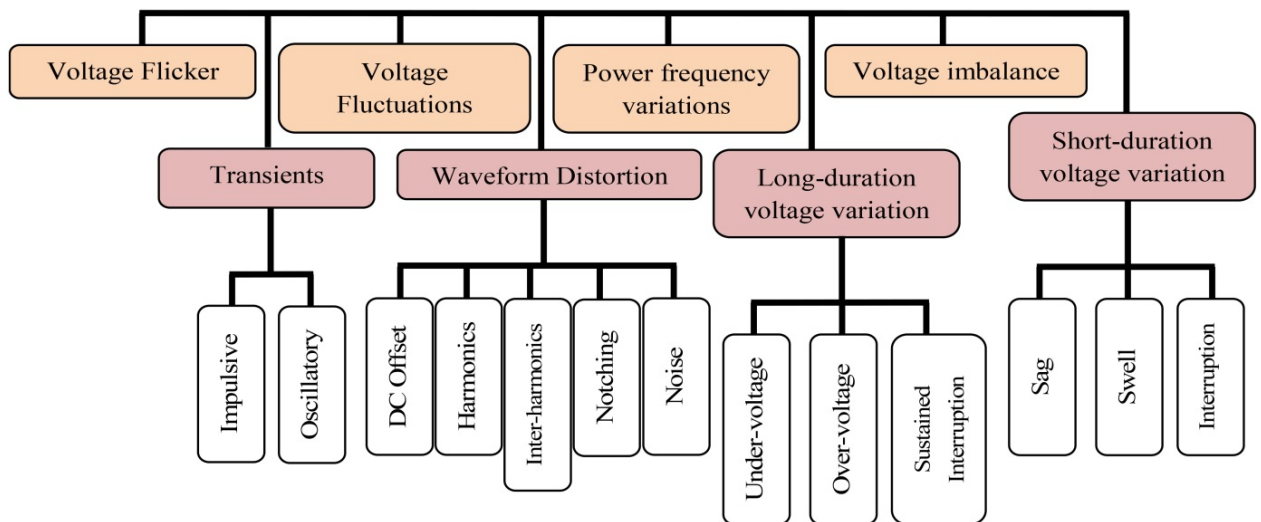 Voltage Flicker
Voltage
Fluctuations
Power frequency
variations
Voltage imbalance
Transients
Waveform Distortion
Long-duration
voltage variation
Short-duration
voltage variation
Impulsive
Oscillatory
DC Offset
Harmonics
Inter-harmonics
Notching
Noise
Under-voltage
Over-voltage
Sustained
Interruption
Sag
Swell
Interruption